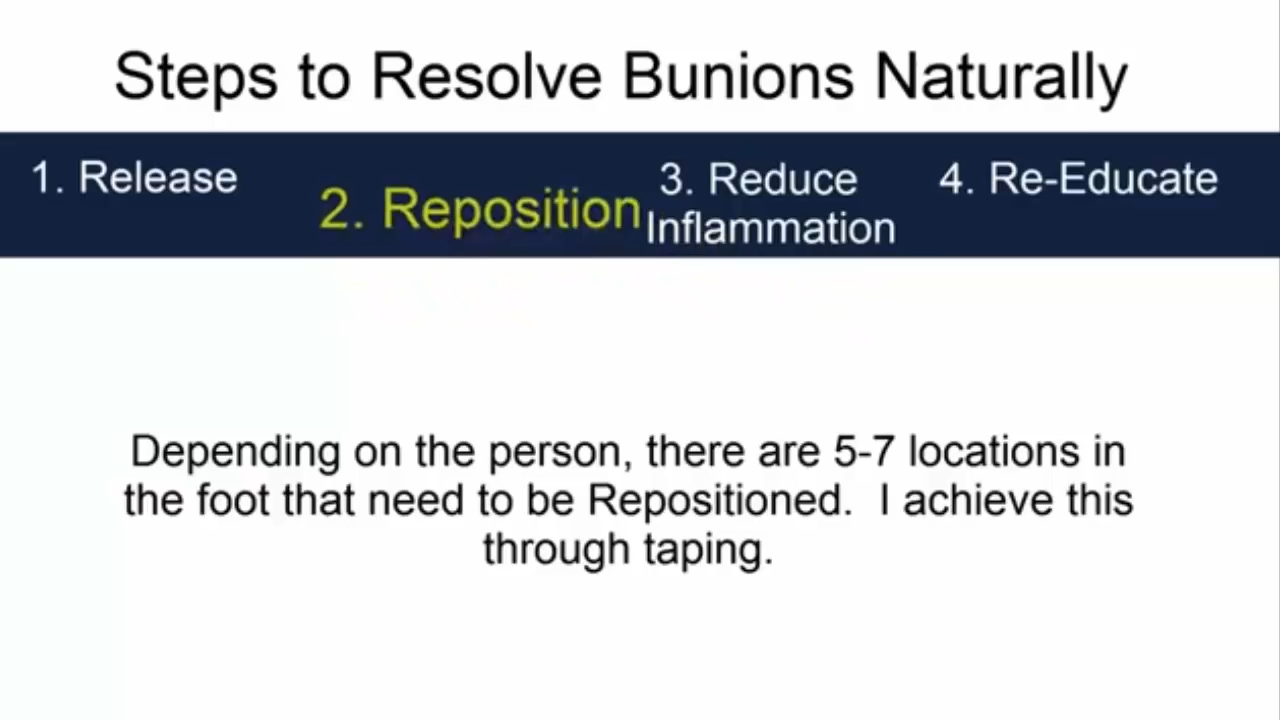 Steps to Resolve Bunions Naturally
1. Release
2. Reposition
3. Reduce
Inflammation
4. Re-Educate
Depending on the person, there are 5-7 locations in
the foot that need to be Repositioned.  I achieve this
through taping.